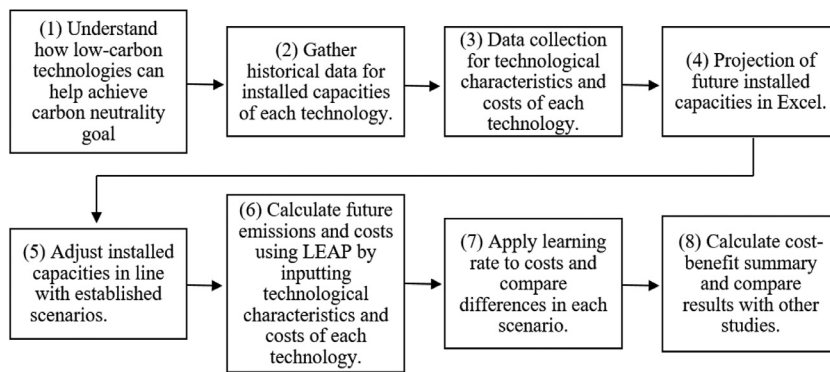 (1) Understand
how low-carbon
technologies can
help achieve
carbon neutrality
goal
(2) Gather
historical data for
installed capacities
of each technology.
(3) Data collection
for technological
characteristics and
costs of each
technology.
(4) Projection of
future installed
capacities in Excel.
(5) Adjust installed
capacities in line
with established
scenarios.
(6) Calculate future
emissions and costs
using LEAP by
inputting
technological
characteristics and
costs of each
technology.
(7) Apply learning
rate to costs and
compare
differences in each
scenario.
(8) Calculate cost-
benefit summary
and compare
results with other
studies.